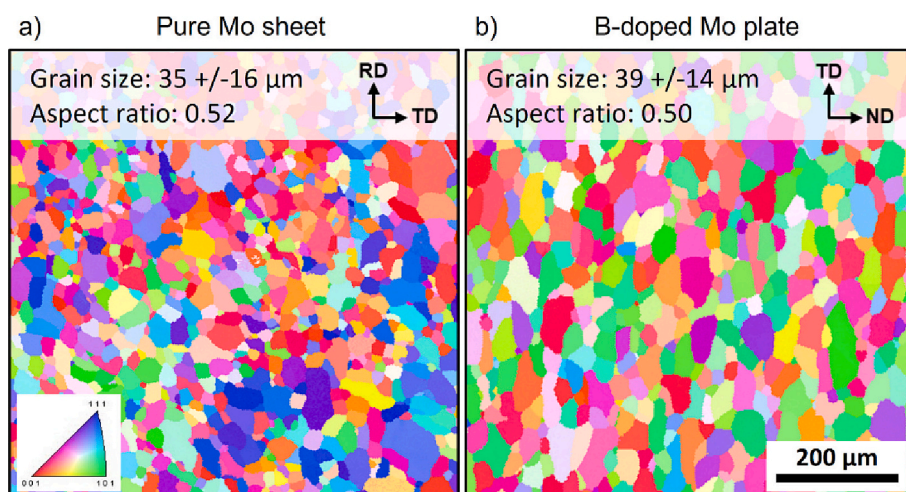 a) Pure Mo sheet
Grain size: 35 +/-16 µm
Aspect ratio: 0.52
RD
TD
111
001
101
b) B-doped Mo plate
Grain size: 39 +/-14 µm
Aspect ratio: 0.50
TD
ND
200 µm